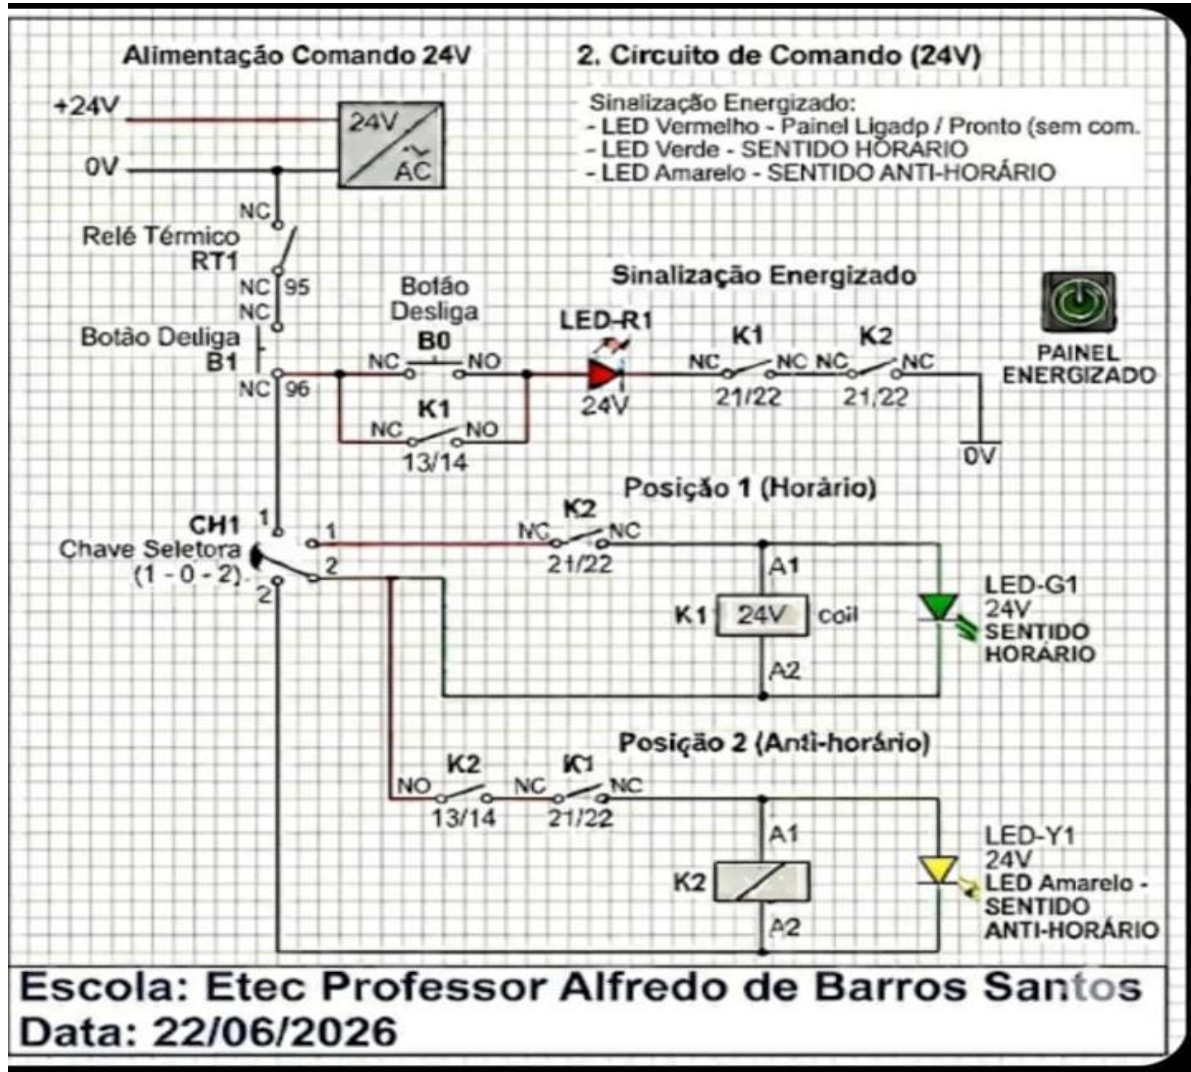 Alimentação Comando 24V
2. Circuito de Comando (24V)
+24V
0V
24V
AC
Sinalização Energizado:
- LED Vermelho - Painel Ligadp / Pronto (sem com.
- LED Verde - SENTIDO HORARIO
- LED Amarelo - SENTIDO ANTI-HORÁRIO
NC
Relé Térmico
RT1
NC 95
NC
Botão Deɪliga
B1
NC 96
Botão
Desliga
B0
NC NO
K1
NC NO
13/14
Sinalização Energizado
LED-R1
24V
K1
NC NC
21/22
K2
NC NC
21/22
0V
PAINEL
ENERGIZADO
Posição 1 (Horário)
CH1
Chave Seletora
(1 - 0 - 2)
1
1
2
2
K2
NC NC
21/22
A1
K1 24V coil
A2
LED-G1
24V
SENTIDO
HORÁRIO
Posição 2 (Anti-horário)
K2
NO
13/14
K1
NC NC
21/22
A1
K2
A2
LED-Y1
24V
LED Amarelo -
SENTIDO
ANTI-HORÁRIO
Escola: Etec Professor Alfredo de Barros Santos
Data: 22/06/2026